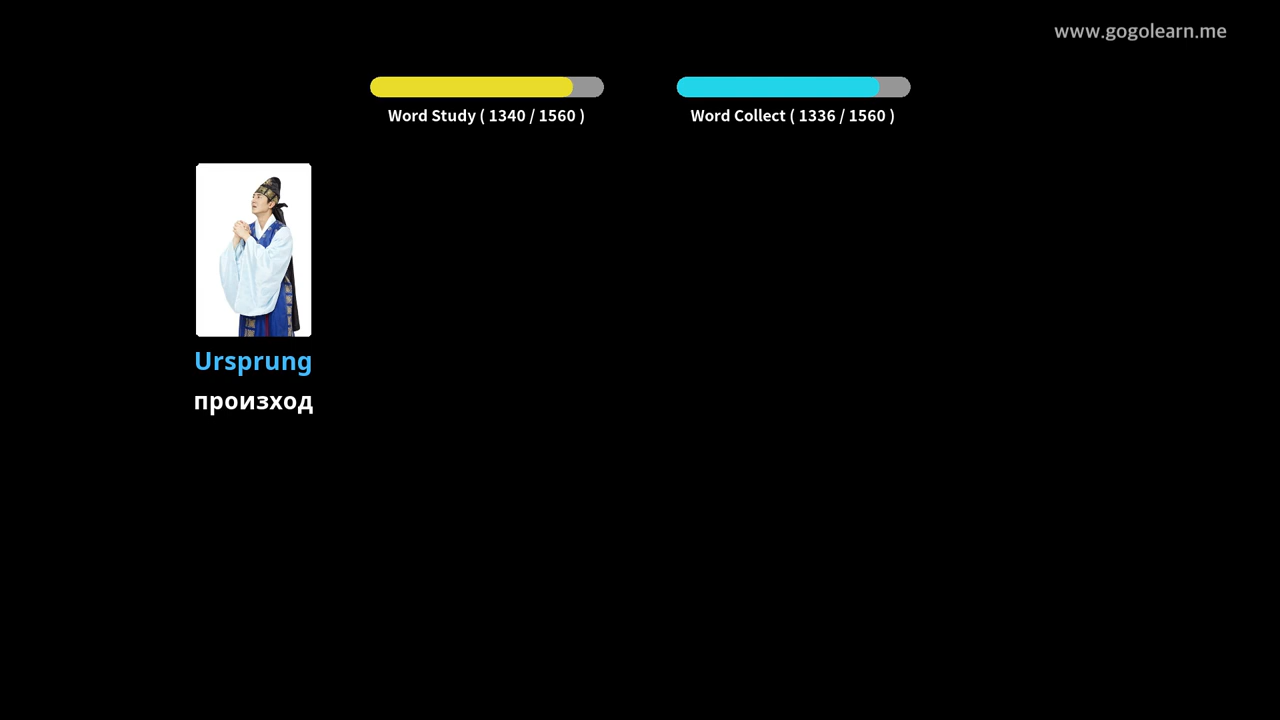 www.gogolearn.me
Word Study ( 1340 / 1560 )
Word Collect ( 1336 / 1560 )
Ursprung
произход